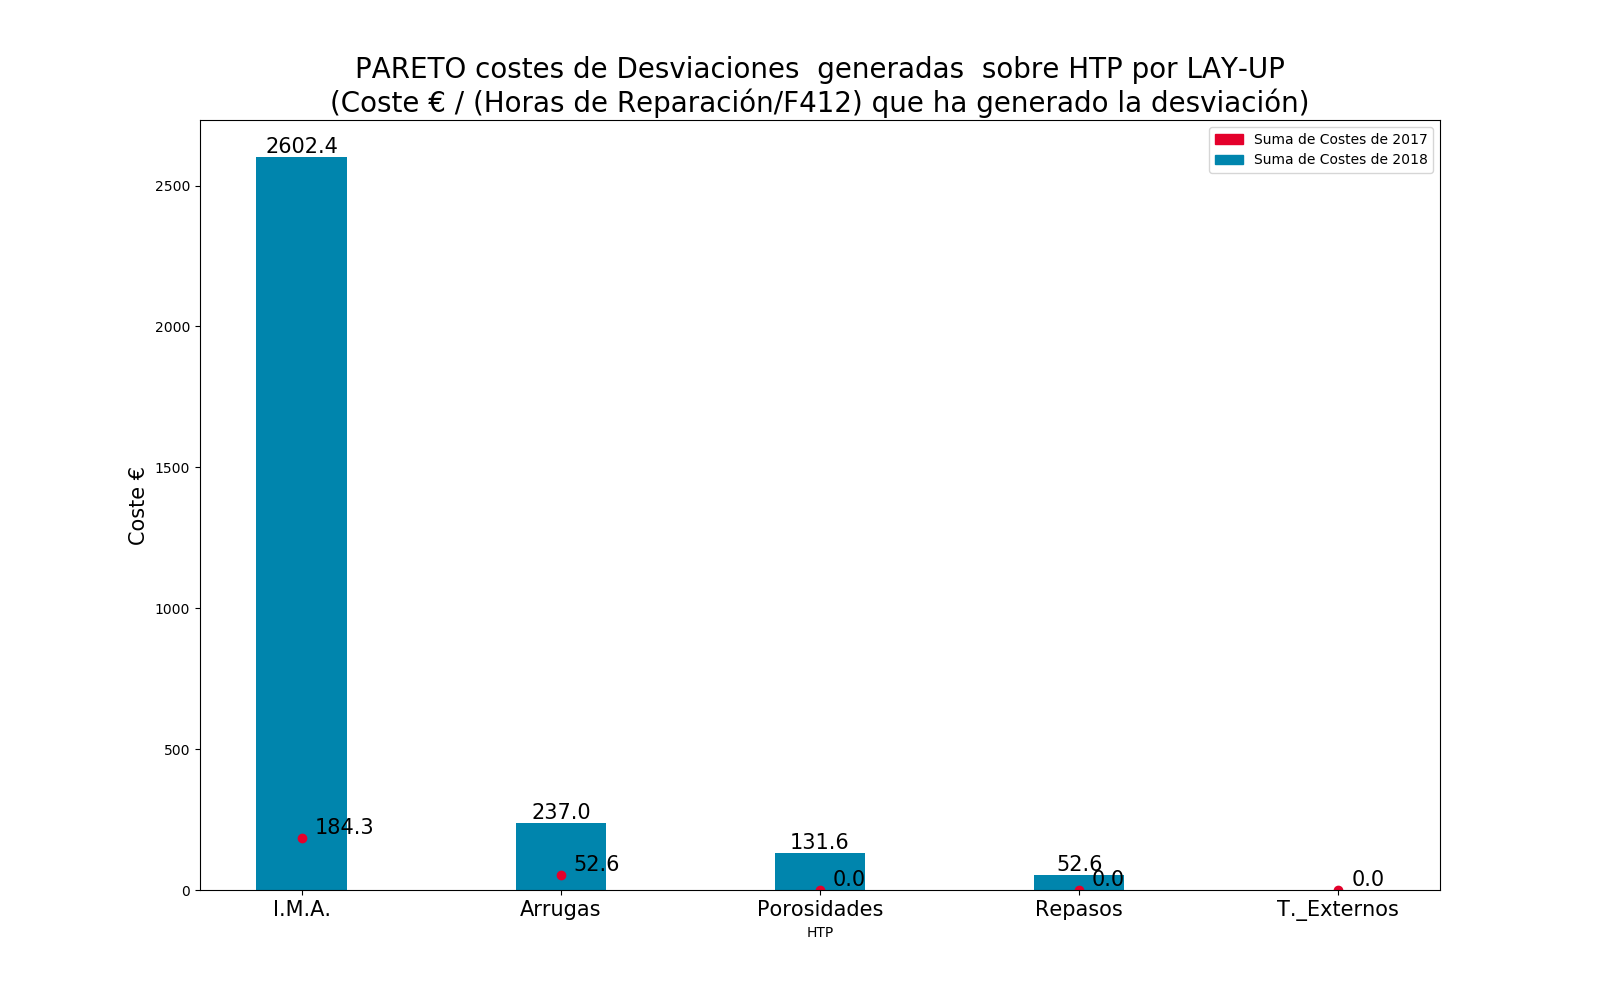 PARETO costes de Desviaciones  generadas  sobre HTP por LAY-UP
(Coste € / (Horas de Reparación/F412) que ha generado la desviación)
Suma de Costes de 2017
Suma de Costes de 2018
2602.4
184.3
237.0
52.6
131.6
0.0
52.6
0.0
0.0
2500
2000
1500
1000
500
0
Coste €
I.M.A.
Arrugas
Porosidades
Repasos
T._Externos
HTP